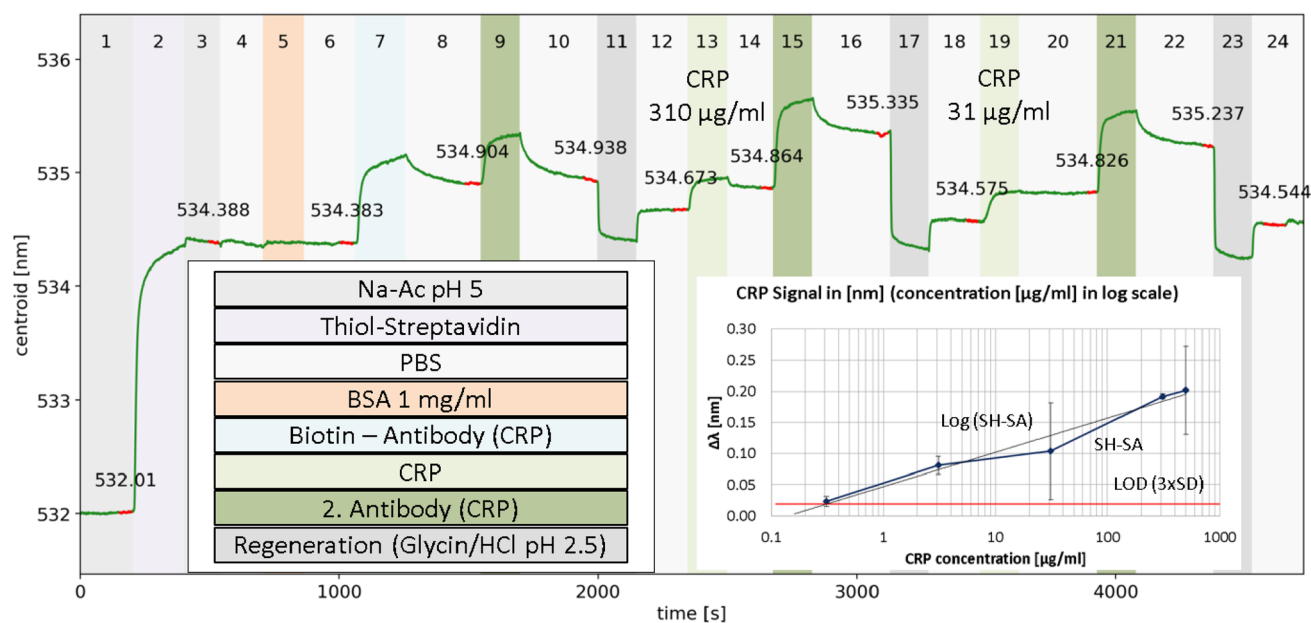 1 2 3 4 5 6 7 8 9 10 11 12 13 14 15 16 17 18 19 20 21 22 23 24
536
535
534
533
532
centroid [nm]
CRP
310 µg/ml
CRP
31 µg/ml
532.01
534.388
534.383
534.904
534.938
534.673
534.864
535.335
534.575
534.826
535.237
534.544
Na-Ac pH 5
Thiol-Streptavidin
PBS
BSA 1 mg/ml
Biotin – Antibody (CRP)
CRP
2. Antibody (CRP)
Regeneration (Glycin/HCl pH 2.5)
CRP Signal in [nm] (concentration [µg/ml] in log scale)
0.30
0.25
0.20
0.15
0.10
0.05
0.00
Δλ [nm]
Log (SH-SA)
SH-SA
LOD (3xSD)
0.1 1 10 100 1000
CRP concentration [µg/ml]
0 1000 2000 3000 4000
time [s]